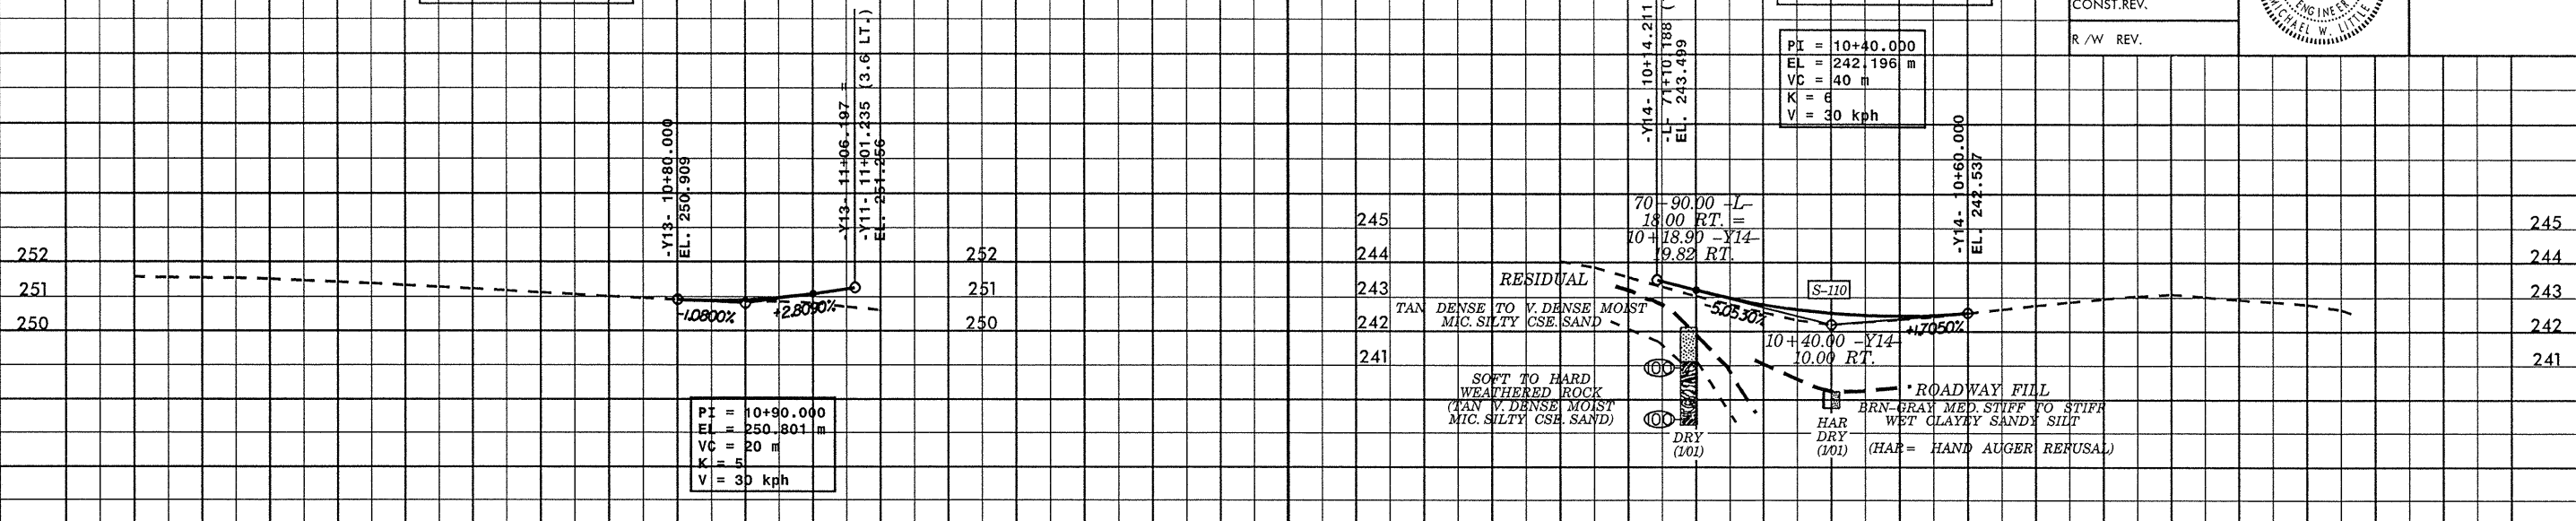 CONST.REV.
R/W REV.
ENGINEER
MICHAEL W. LITTLE
-Y13- 10+80.000
EL. 250.909
-Y13- 11+06.197 =
-Y11- 11+01.235 (3.6 LT.)
EL. 251.256
252
251
250
252
251
250
-1.0800%
+2.8090%
PI = 10+90.000
EL = 250.801 m
VC = 20 m
K = 5
V = 30 kph
-Y14- 10+14.211
-L- 71+10.188 (
EL. 243.499
PI = 10+40.000
EL = 242.196 m
VC = 40 m
K = 6
V = 30 kph
-Y14- 10+60.000
EL. 242.537
245
244
243
242
241
245
244
243
242
241
70+90.00 -L-
18.00 RT. =
10+18.90 -Y14-
19.82 RT.
RESIDUAL
TAN DENSE TO V. DENSE MOIST
MIC. SILTY CSE. SAND
S-110
-5.0530%
+1.7050%
10+40.00 -Y14-
10.00 RT.
100
100
SOFT TO HARD
WEATHERED ROCK
(TAN V. DENSE MOIST
MIC. SILTY CSE. SAND)
DRY
(1/01)
HAR
DRY
(1/01)
ROADWAY FILL
BRN-GRAY MED. STIFF TO STIFF
WET CLAYEY SANDY SILT
(HAR = HAND AUGER REFUSAL)